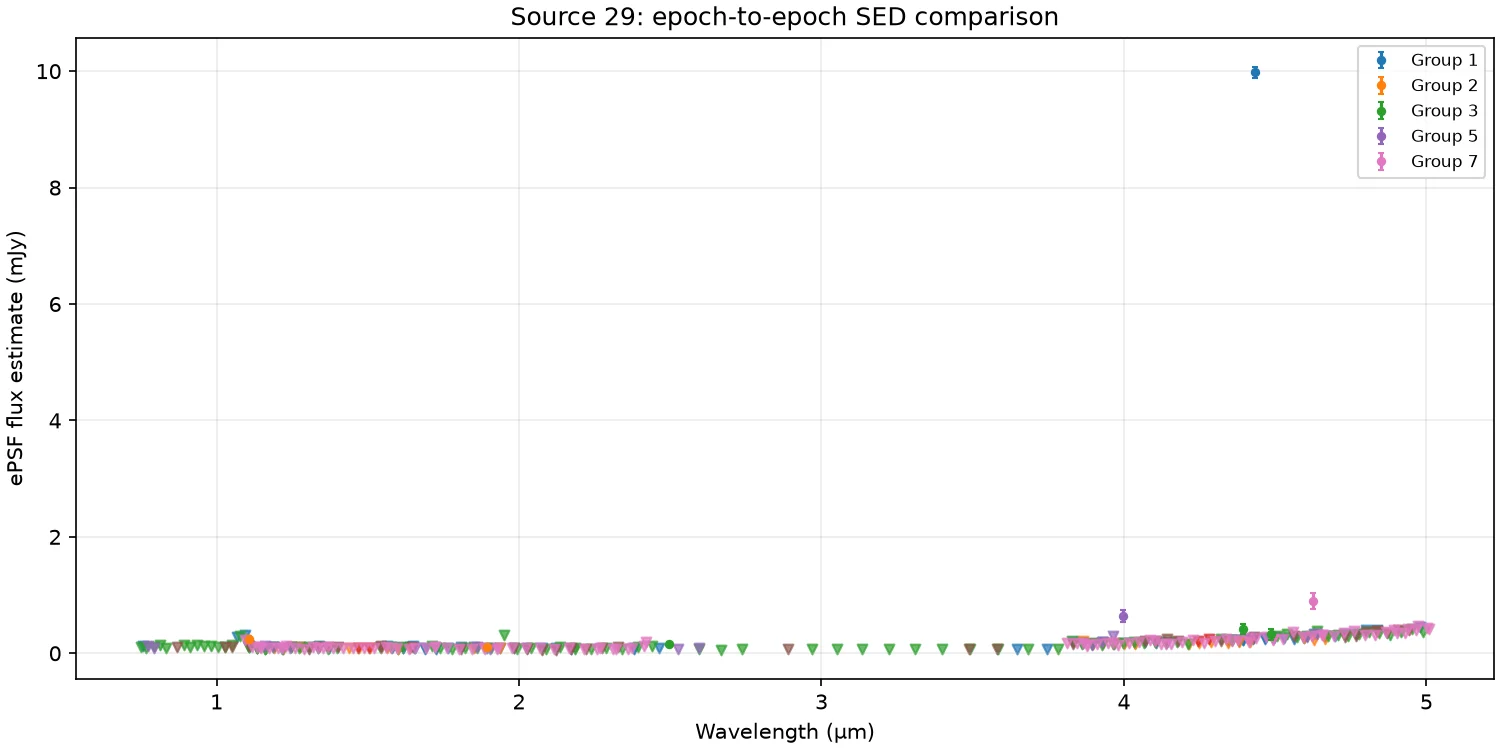 Source 29: epoch-to-epoch SED comparison
ePSF flux estimate (mJy)
10
8
6
4
2
0
Group 1
Group 2
Group 3
Group 5
Group 7
1 2 3 4 5
Wavelength (µm)